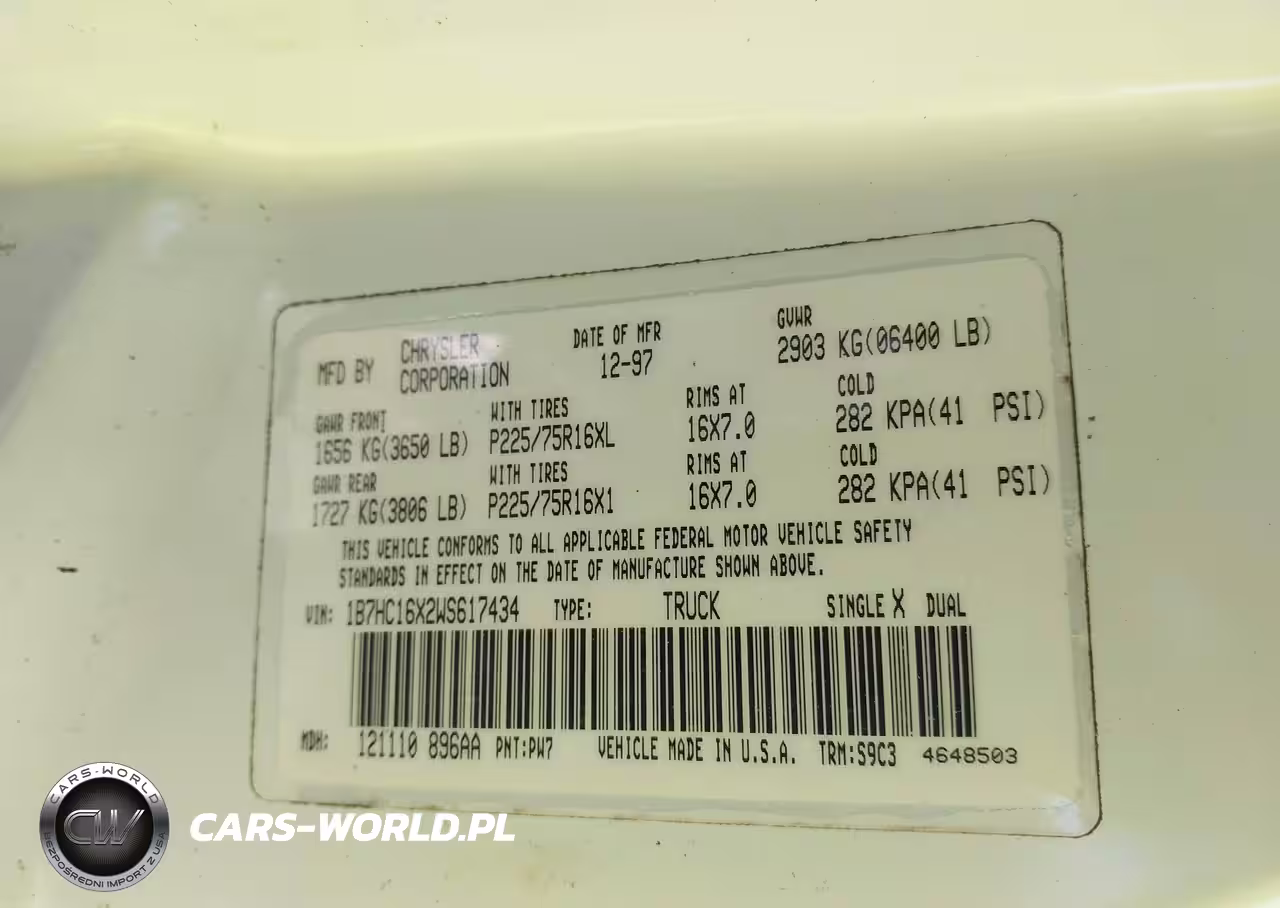 MFD BY CHRYSLER CORPORATION DATE OF MFR 12-97 GVWR 2903 KG(06400 LB)
GAWR FRONT WITH TIRES RIMS AT COLD
1656 KG(3650 LB) P225/75R16XL 16X7.0 282 KPA(41 PSI)
GAWR REAR WITH TIRES RIMS AT COLD
1727 KG(3806 LB) P225/75R16X1 16X7.0 282 KPA(41 PSI)
THIS VEHICLE CONFORMS TO ALL APPLICABLE FEDERAL MOTOR VEHICLE SAFETY
STANDARDS IN EFFECT ON THE DATE OF MANUFACTURE SHOWN ABOVE.
VIN: 1B7HC16X2WS617434 TYPE: TRUCK SINGLE X DUAL
MDH: 121110 896AA PNT:PW7 VEHICLE MADE IN U.S.A. TRM:S9C3 4648503
CARS-WORLD
CW
BEZPOŚREDNI IMPORT Z USA
CARS-WORLD.PL